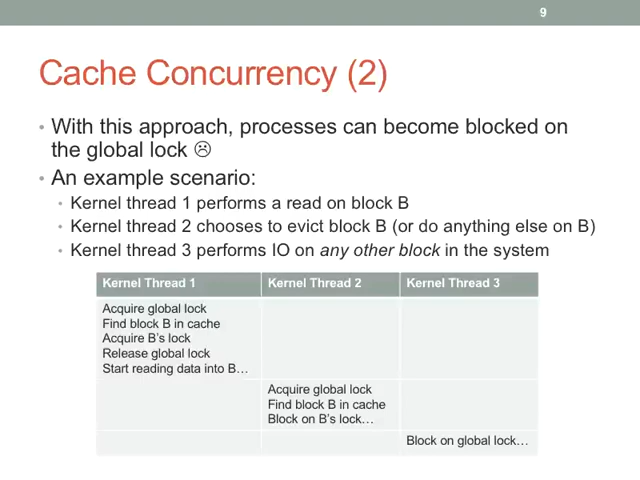 9
Cache Concurrency (2)
• With this approach, processes can become blocked on
the global lock ☹
• An example scenario:
• Kernel thread 1 performs a read on block B
• Kernel thread 2 chooses to evict block B (or do anything else on B)
• Kernel thread 3 performs IO on any other block in the system
Kernel Thread 1 Kernel Thread 2 Kernel Thread 3
Acquire global lock
Find block B in cache
Acquire B's lock
Release global lock
Start reading data into B…
Acquire global lock
Find block B in cache
Block on B's lock…
Block on global lock…